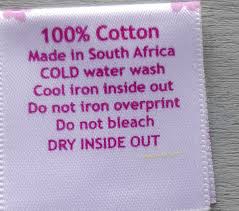 100% Cotton
Made in South Africa
COLD water wash
Cool iron inside out
Do not iron overprint
Do not bleach
DRY INSIDE OUT